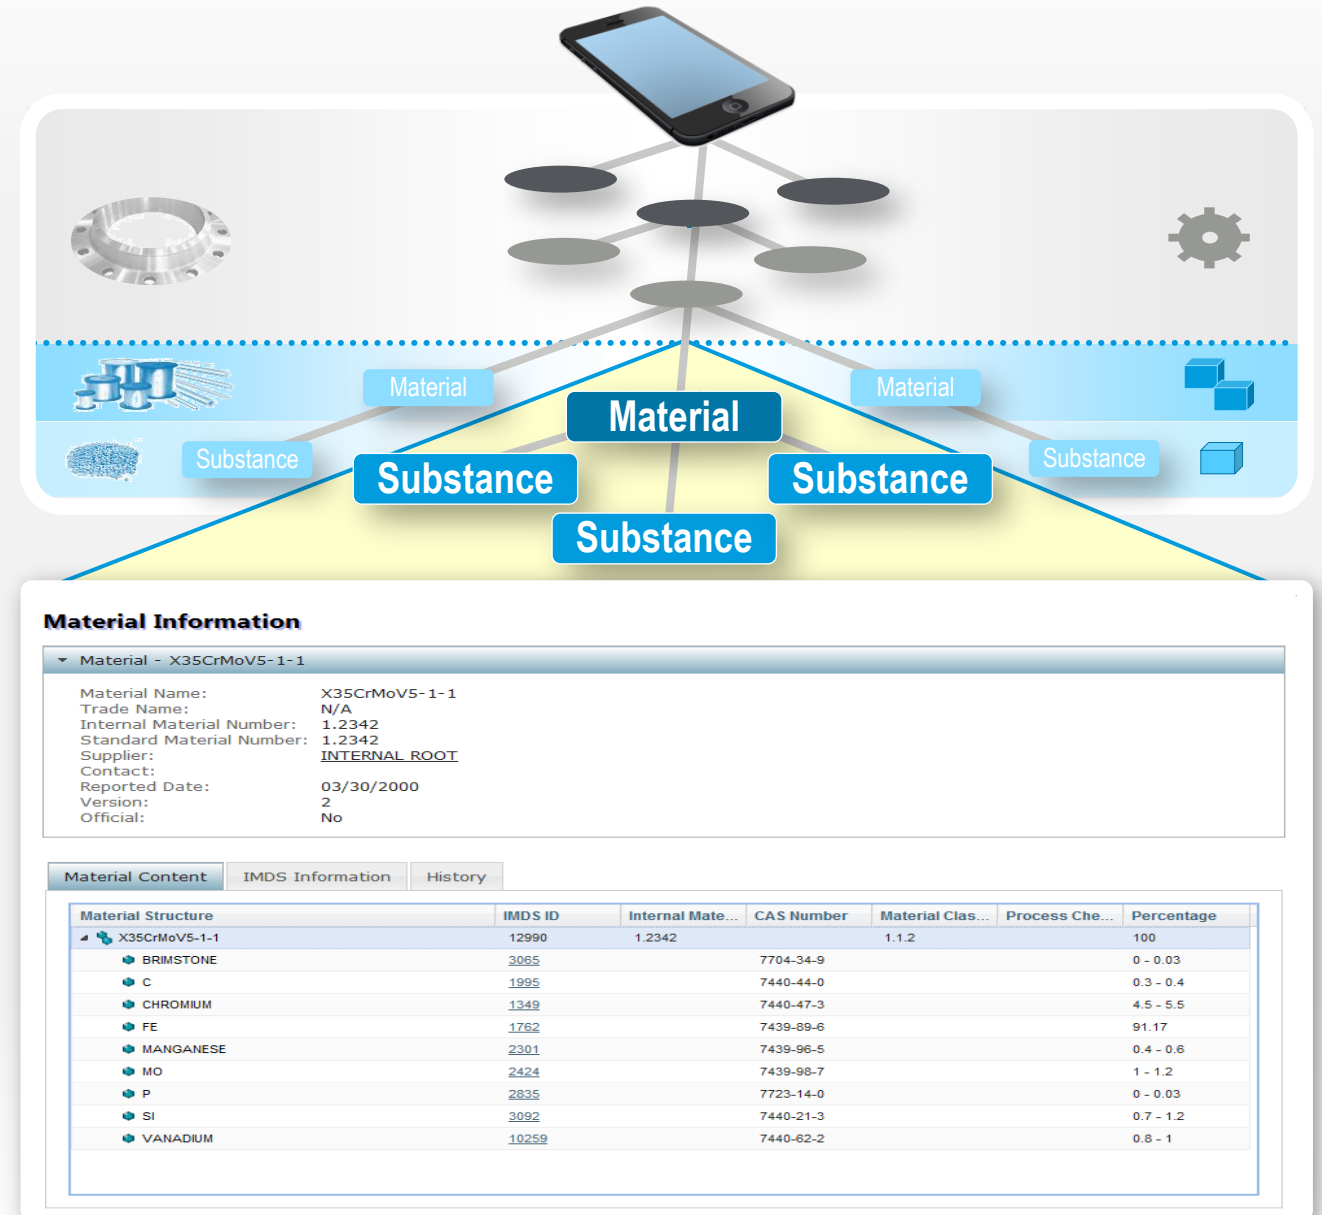 Material
Material
Material
Substance
Substance
Substance
Substance
Substance
Material Information
Material - X35CrMoV5-1-1
Material Name: X35CrMoV5-1-1
Trade Name: N/A
Internal Material Number: 1.2342
Standard Material Number: 1.2342
Supplier: INTERNAL ROOT
Contact:
Reported Date: 03/30/2000
Version: 2
Official: No
Material Content IMDS Information History
Material Structure IMDS ID Internal Mate... CAS Number Material Clas... Process Che... Percentage
X35CrMoV5-1-1 12990 1.2342 1.1.2 100
BRIMSTONE 3065 7704-34-9 0 - 0.03
C 1995 7440-44-0 0.3 - 0.4
CHROMIUM 1349 7440-47-3 4.5 - 5.5
FE 1762 7439-89-6 91.17
MANGANESE 2301 7439-96-5 0.4 - 0.6
MO 2424 7439-98-7 1 - 1.2
P 2835 7723-14-0 0 - 0.03
SI 3092 7440-21-3 0.7 - 1.2
VANADIUM 10259 7440-62-2 0.8 - 1